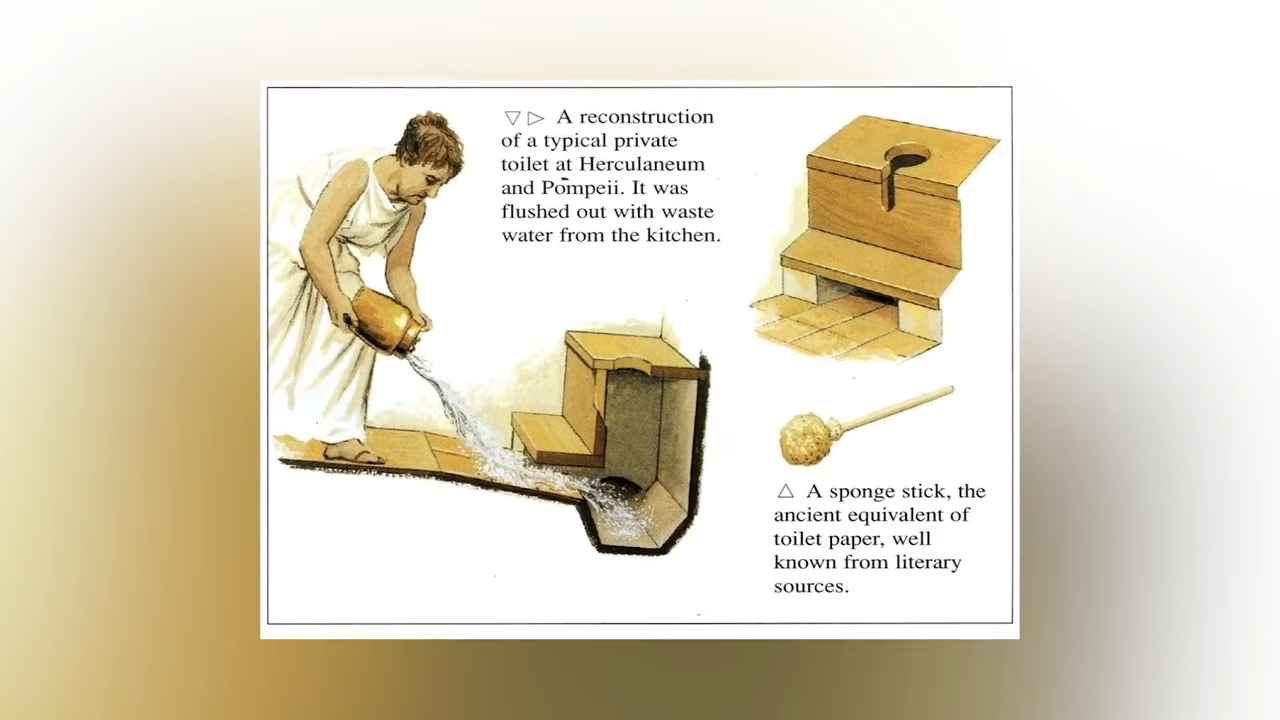 ▽ ▷ A reconstruction
of a typical private
toilet at Herculaneum
and Pompeii. It was
flushed out with waste
water from the kitchen.
△ A sponge stick, the
ancient equivalent of
toilet paper, well
known from literary
sources.